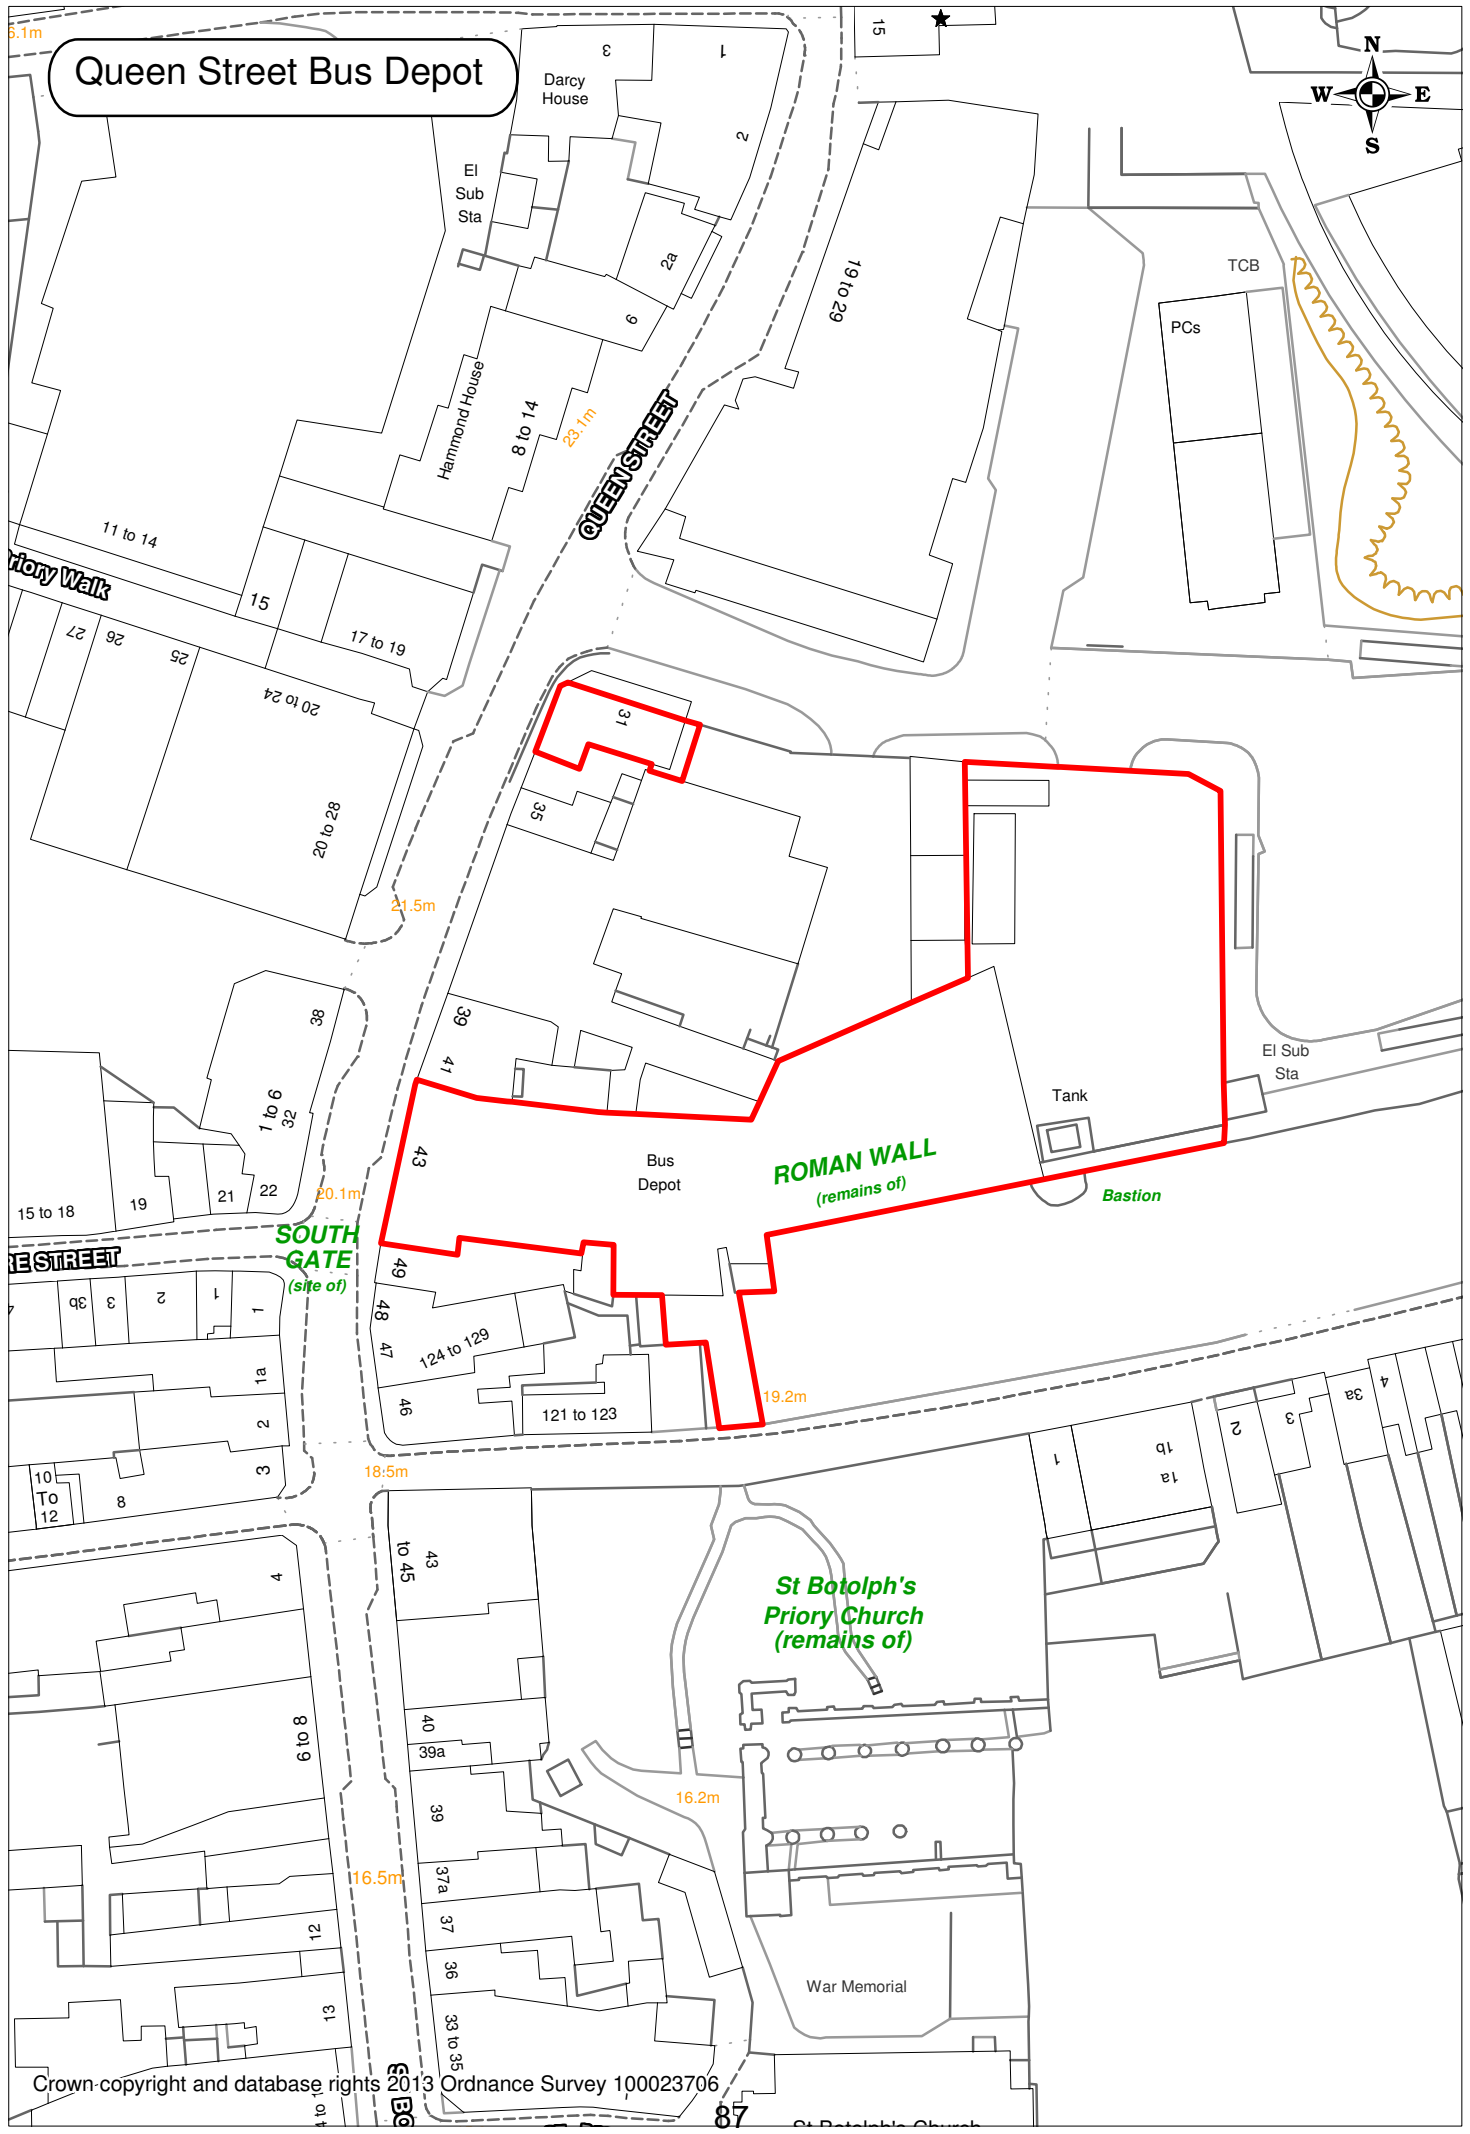 6.1m
Queen Street Bus Depot
3
1
Darcy
House
2
15
N
W
E
S
El
Sub
Sta
2a
6
19 to 29
TCB
PCs
Hammond House
8 to 14
23.1m
QUEEN STREET
11 to 14
riory Walk
15
17 to 19
27
26
25
20 to 24
31
35
20 to 28
21.5m
38
39
41
1 to 6
32
El Sub
Sta
Tank
43
Bus
Depot
ROMAN WALL
(remains of)
Bastion
15 to 18
19
21
22
20.1m
SOUTH
GATE
(site of)
RE STREET
49
48
47
46
124 to 129
121 to 123
19.2m
3b
3
2
1
1
1a
2
3
10
To
12
8
18.5m
1
1b
1a
2
3
3a
4
4
43
to 45
St Botolph's
Priory Church
(remains of)
6 to 8
40
39a
39
16.2m
16.5m
37a
37
36
12
13
33 to 35
War Memorial
Crown copyright and database rights 2013 Ordnance Survey 100023706
87
St Botolph's Church